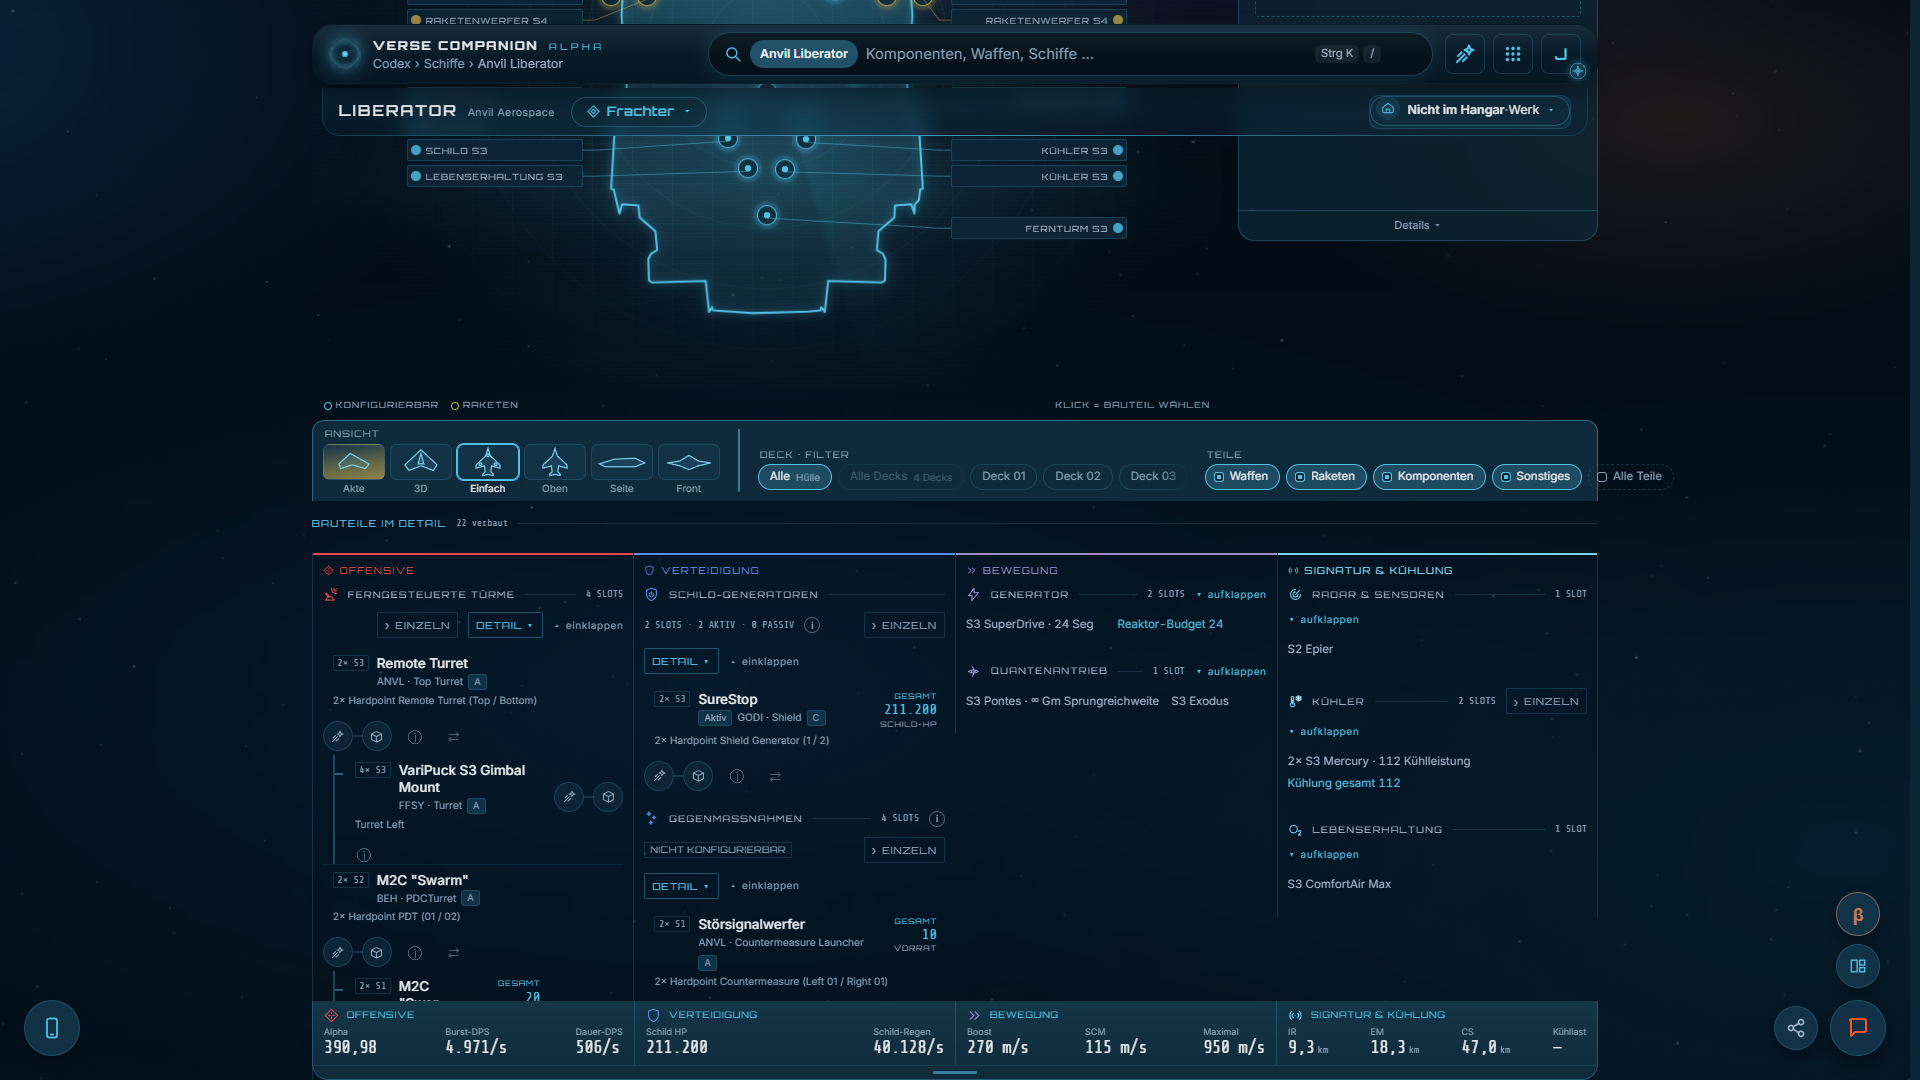 RAKETENWERFER S4
RAKETENWERFER S4
VERSE COMPANION ALPHA
Codex › Schiffe › Anvil Liberator
Anvil Liberator
Komponenten, Waffen, Schiffe ...
Strg K
/
LIBERATOR Anvil Aerospace
Frachter
Nicht im Hangar·Werk
SCHILD S3
KÜHLER S3
LEBENSERHALTUNG S3
KÜHLER S3
FERNTURM S3
Details
KONFIGURIERBAR
RAKETEN
KLICK = BAUTEIL WÄHLEN
ANSICHT
Akte
3D
Einfach
Oben
Seite
Front
DECK · FILTER
Alle Hülle
Alle Decks 4 Decks
Deck 01
Deck 02
Deck 03
TEILE
Waffen
Raketen
Komponenten
Sonstiges
Alle Teile
BAUTEILE IM DETAIL 22 verbaut
OFFENSIVE
FERNGESTEUERTE TÜRME 4 SLOTS
› EINZELN
DETAIL
einklappen
2× S3 Remote Turret
ANVL · Top Turret A
2× Hardpoint Remote Turret (Top / Bottom)
4× S3 VariPuck S3 Gimbal
Mount
FFSY · Turret A
Turret Left
2× S2 M2C "Swarm"
BEH · PDCTurret A
2× Hardpoint PDT (01 / 02)
2× S1 M2C
GESAMT
20
VERTEIDIGUNG
SCHILD-GENERATOREN
2 SLOTS · 2 AKTIV · 0 PASSIV
› EINZELN
DETAIL
einklappen
2× S3 SureStop
Aktiv GODI · Shield C
GESAMT
211.200
SCHILD-HP
2× Hardpoint Shield Generator (1 / 2)
GEGENMASSNAHMEN 4 SLOTS
NICHT KONFIGURIERBAR
› EINZELN
DETAIL
einklappen
2× S1 Störsignalwerfer
ANVL · Countermeasure Launcher
A
GESAMT
10
VORRAT
2× Hardpoint Countermeasure (Left 01 / Right 01)
BEWEGUNG
GENERATOR 2 SLOTS aufklappen
S3 SuperDrive · 24 Seg Reaktor-Budget 24
QUANTENANTRIEB 1 SLOT aufklappen
S3 Pontes · ∞ Gm Sprungreichweite S3 Exodus
SIGNATUR & KÜHLUNG
RADAR & SENSOREN 1 SLOT
aufklappen
S2 Epier
KÜHLER 2 SLOTS › EINZELN
aufklappen
2× S3 Mercury · 112 Kühlleistung
Kühlung gesamt 112
LEBENSERHALTUNG 1 SLOT
aufklappen
S3 ComfortAir Max
β
OFFENSIVE
Alpha
390,98
Burst-DPS
4.971/s
Dauer-DPS
506/s
VERTEIDIGUNG
Schild HP
211.200
Schild-Regen
40.128/s
BEWEGUNG
Boost
270 m/s
SCM
115 m/s
Maximal
950 m/s
SIGNATUR & KÜHLUNG
IR
9,3 km
EM
18,3 km
CS
47,0 km
Kühllast
—